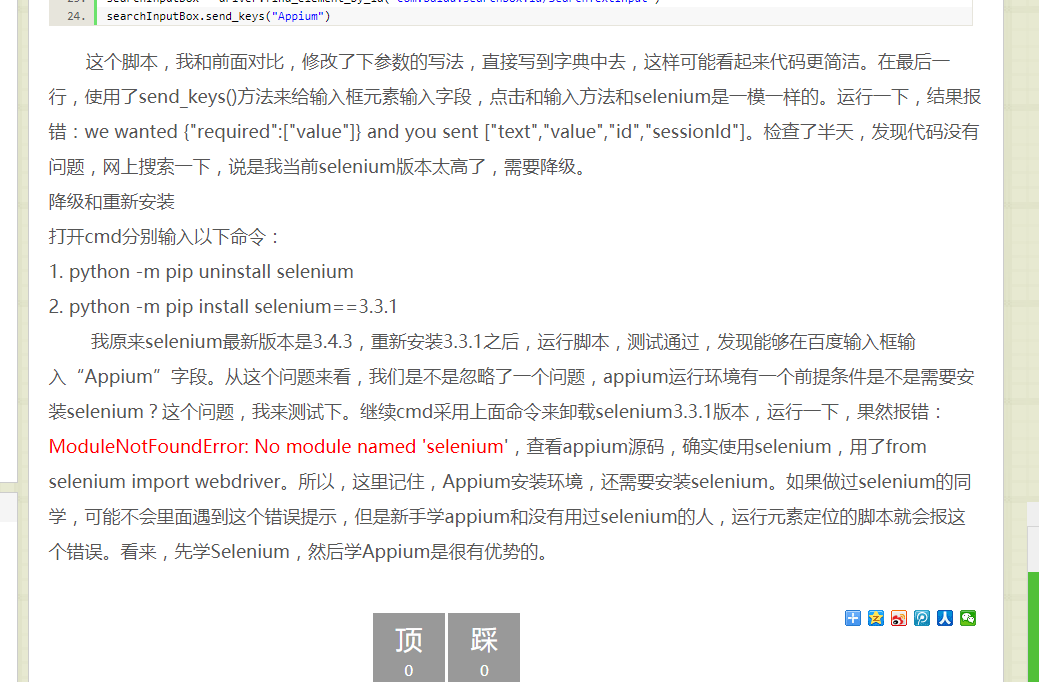 24. searchInputBox.send_keys("Appium")
这个脚本，我和前面对比，修改了下参数的写法，直接写到字典中去，这样可能看起来代码更简洁。在最后一
行，使用了send_keys()方法来给输入框元素输入字段，点击和输入方法和selenium是一模一样的。运行一下，结果报
错：we wanted {"required":["value"]} and you sent ["text","value","id","sessionId"]。检查了半天，发现代码没有
问题，网上搜索一下，说是我当前selenium版本太高了，需要降级。
降级和重新安装
打开cmd分别输入以下命令：
1. python -m pip uninstall selenium
2. python -m pip install selenium==3.3.1
我原来selenium最新版本是3.4.3，重新安装3.3.1之后，运行脚本，测试通过，发现能够在百度输入框输
入“Appium”字段。从这个问题来看，我们是不是忽略了一个问题，appium运行环境有一个前提条件是不是需要安
装selenium？这个问题，我来测试下。继续cmd采用上面命令来卸载selenium3.3.1版本，运行一下，果然报错：
ModuleNotFoundError: No module named 'selenium'，查看appium源码，确实使用selenium，用了from
selenium import webdriver。所以，这里记住，Appium安装环境，还需要安装selenium。如果做过selenium的同
学，可能不会里面遇到这个错误提示，但是新手学appium和没有用过selenium的人，运行元素定位的脚本就会报这
个错误。看来，先学Selenium，然后学Appium是很有优势的。
顶 踩
0 0